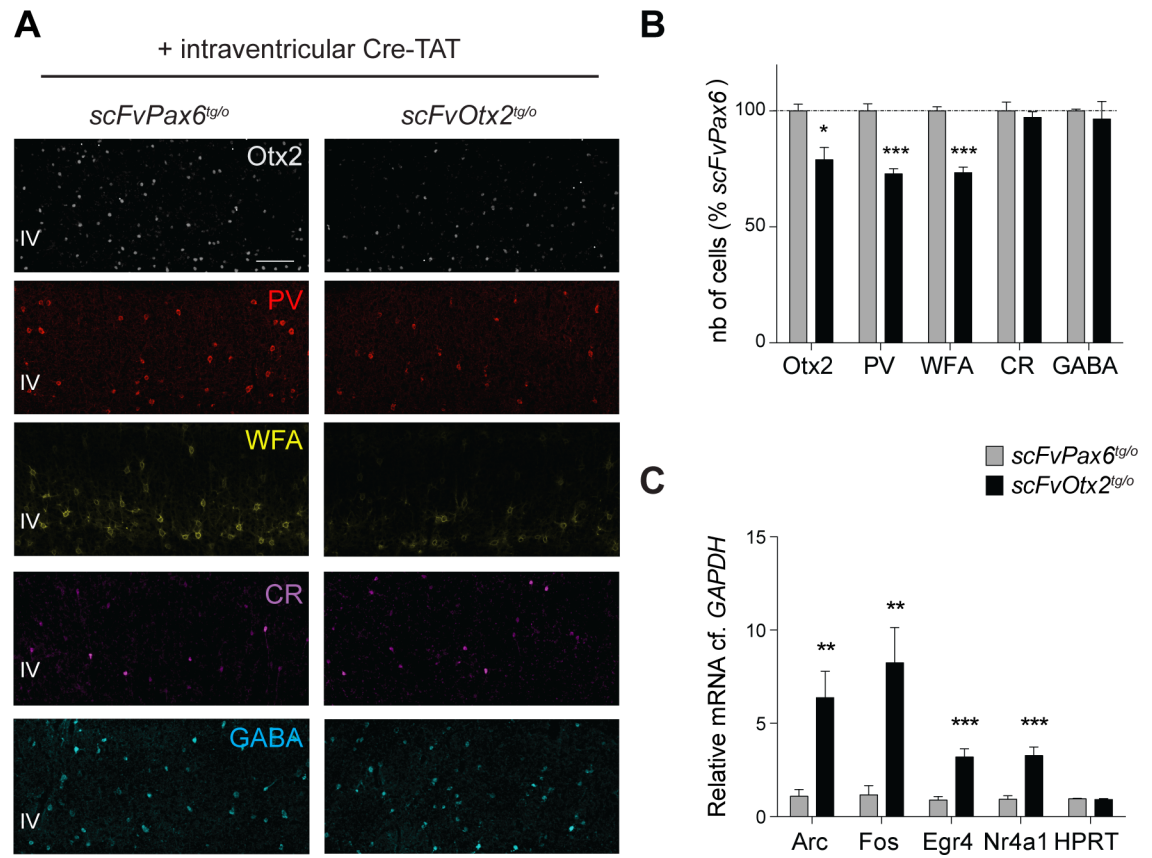 A
+ intraventricular Cre-TAT
scFvPax6tg/o
scFvOtx2tg/o
Otx2
IV
PV
IV
WFA
IV
CR
IV
GABA
IV
B
nb of cells (% scFvPax6)
100
50
0
*
***
***
Otx2 PV WFA CR GABA
scFvPax6tg/o
scFvOtx2tg/o
C
Relative mRNA cf. GAPDH
15
10
5
0
**
**
***
***
Arc Fos Egr4 Nr4a1 HPRT